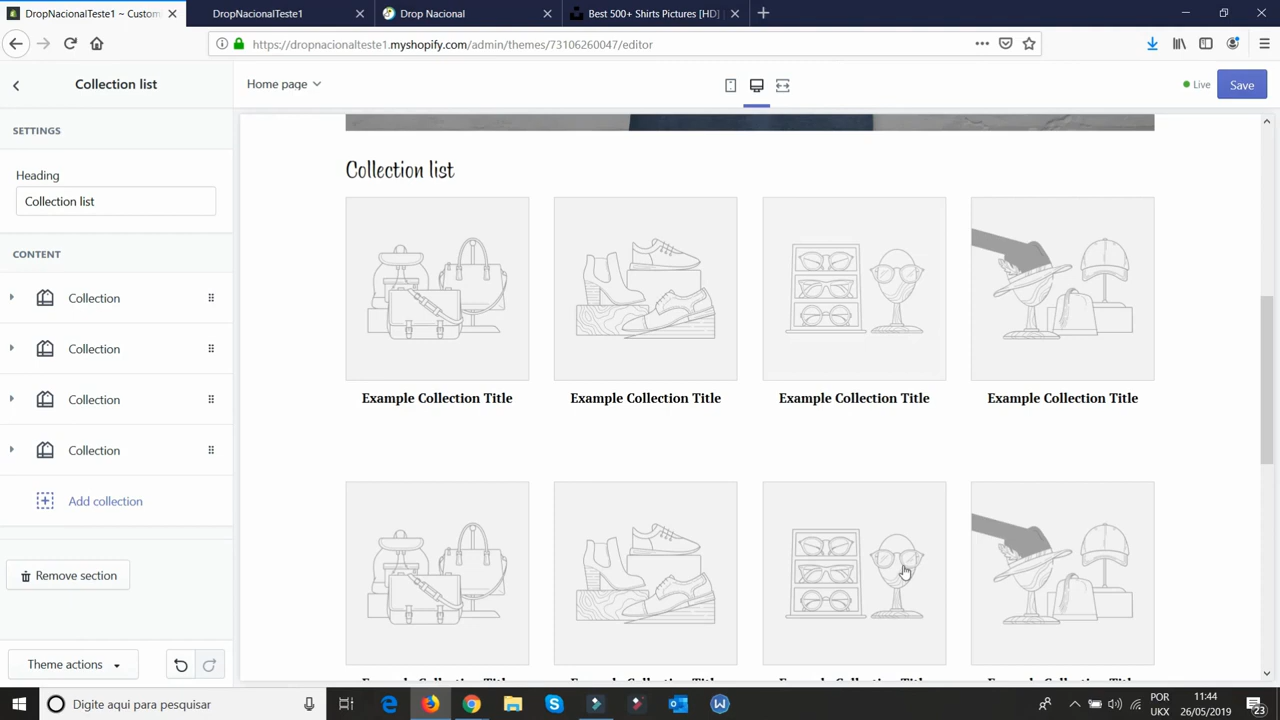 DropNacionalTeste1 ~ Custom
DropNacionalTeste1
Drop Nacional
Best 500+ Shirts Pictures [HD]
https://dropnacionalteste1.myshopify.com/admin/themes/73106260047/editor
Collection list
Home page
Live
Save
SETTINGS
Heading
Collection list
CONTENT
Collection
Collection
Collection
Collection
Add collection
Remove section
Theme actions
Collection list
Example Collection Title
Example Collection Title
Example Collection Title
Example Collection Title
Digite aqui para pesquisar
POR
UKX
11:44
26/05/2019
23